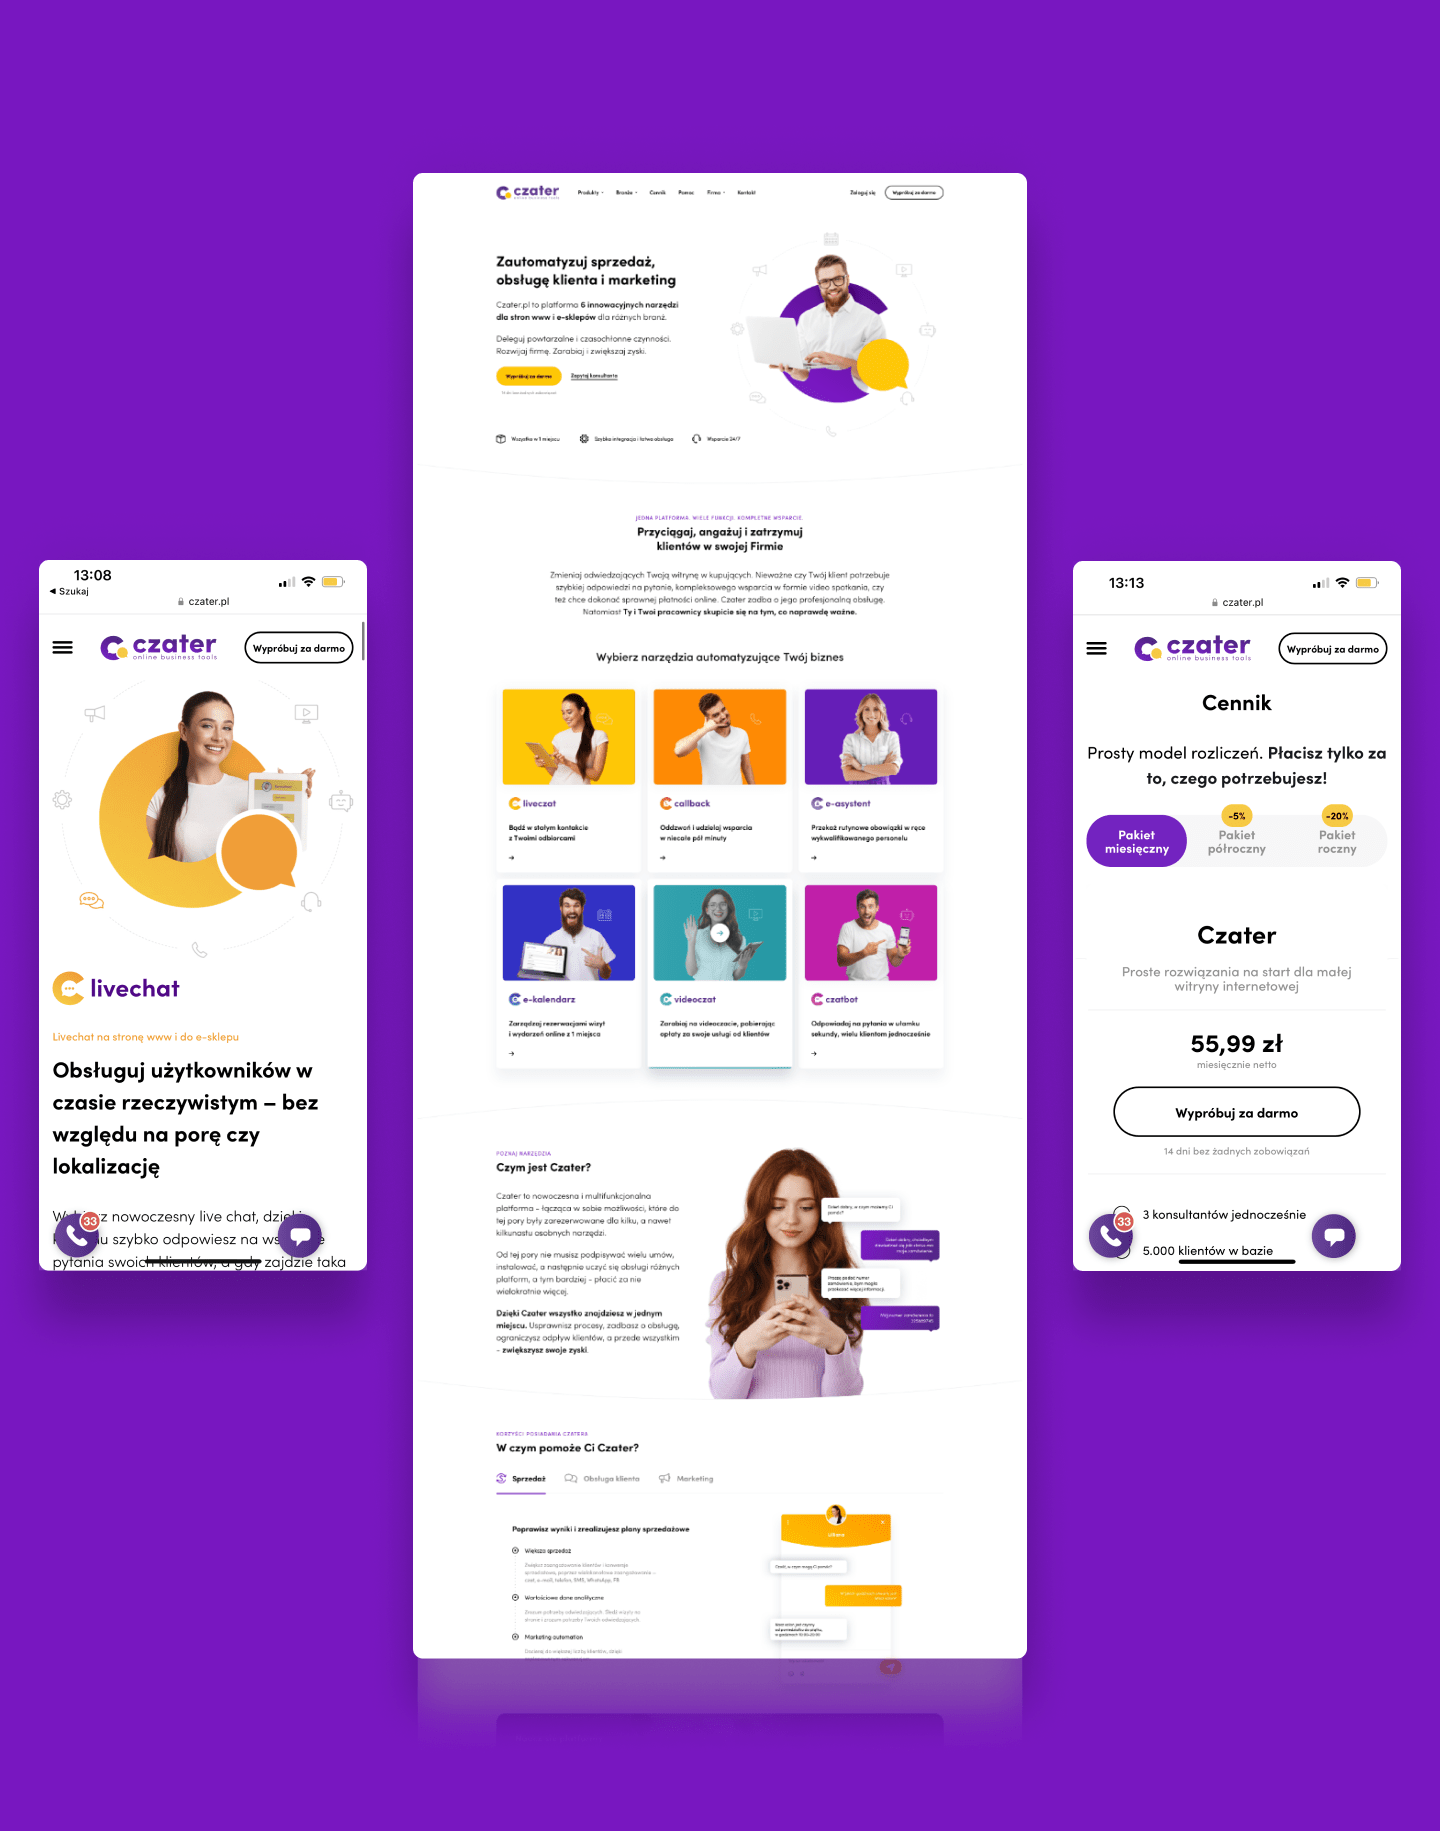 13:08
◀ Szukaj
czater.pl
czater
online business tools
Wypróbuj za darmo
livechat
Livechat na stronę www i do e-sklepu
Obsługuj użytkowników w
czasie rzeczywistym – bez
względu na porę czy
lokalizację
nowoczesny live chat,
szybko odpowiesz na
pytania swoich klientów, a gdy zajdzie taka
33
czater
Produkty
Branże
Cennik
Pomoc
Firma
Kontakt
Zaloguj się
Wypróbuj za darmo
Zautomatyzuj sprzedaż,
obsługę klienta i marketing
Czater.pl to platforma 6 innowacyjnych narzędzi
dla stron www i e-sklepów dla różnych branż.
Deleguj powtarzalne i czasochłonne czynności.
Rozwijaj firmę. Zarabiaj i zwiększaj zyski.
Wypróbuj za darmo
Zapytaj konsultanta
Wszystko w 1 miejscu
Szybka integracja i łatwa obsługa
Wsparcie 24/7
JEDNA PLATFORMA. WIELE FUNKCJI. KOMPLETNE WSPARCIE.
Przyciągaj, angażuj i zatrzymuj
klientów w swojej Firmie
Zmieniaj odwiedzających Twoją witrynę w kupujących. Nieważne czy Twój klient potrzebuje
szybkiej odpowiedzi na pytanie, kompleksowego wsparcia w formie video spotkania, czy
też chce dokonać sprawnej płatności online. Czater zadba o jego profesjonalną obsługę.
Natomiast Ty i Twoi pracownicy skupicie się na tym, co naprawdę ważne.
Wybierz narzędzia automatyzujące Twój biznes
liveczat
Bądź w stałym kontakcie
z Twoimi odbiorcami
callback
Oddzwoń i udzielaj wsparcia
w niecałe pół minuty
e-asystent
Przekaż rutynowe obowiązki w ręce
wykwalifikowanego personelu
e-kalendarz
Zarządzaj rezerwacjami wizyt
i wydarzeń online z 1 miejsca
videoczat
Zarabiaj na videoczacie, pobierając
opłaty za swoje usługi od klientów
czatbot
Odpowiadaj na pytania w ułamku
sekundy, wielu klientom jednocześnie
POZNAJ NARZĘDZIA
Czym jest Czater?
Czater to nowoczesna i multifunkcjonalna
platforma - łącząca w sobie możliwości, które do
tej pory były zarezerwowane dla kilku, a nawet
kilkunastu osobnych narzędzi.
Od tej pory nie musisz podpisywać wielu umów,
instalować, a następnie uczyć się obsługi różnych
platform, a tym bardziej - płacić za nie
wielokrotnie więcej.
Dzięki Czater wszystko znajdziesz w jednym
miejscu. Usprawnisz procesy, zadbasz o obsługę,
ograniczysz odpływ klientów, a przede wszystkim
- zwiększysz swoje zyski.
Dzień dobry, w czym możemy Ci
pomóc?
KORZYŚCI POSIADANIA CZATERA
W czym pomoże Ci Czater?
Sprzedaż
Obsługa klienta
Marketing
Poprawisz wyniki i zrealizujesz plany sprzedażowe
Większa sprzedaż
Wartościowe dane analityczne
Marketing automation
13:13
czater.pl
czater
online business tools
Wypróbuj za darmo
Cennik
Prosty model rozliczeń. Płacisz tylko za
to, czego potrzebujesz!
-5%
-20%
Pakiet
miesięczny
Pakiet
półroczny
Pakiet
roczny
Czater
Proste rozwiązania na start dla małej
witryny internetowej
55,99 zł
miesięcznie netto
Wypróbuj za darmo
14 dni bez żadnych zobowiązań
3 konsultantów jednocześnie
33
5.000 klientów w bazie